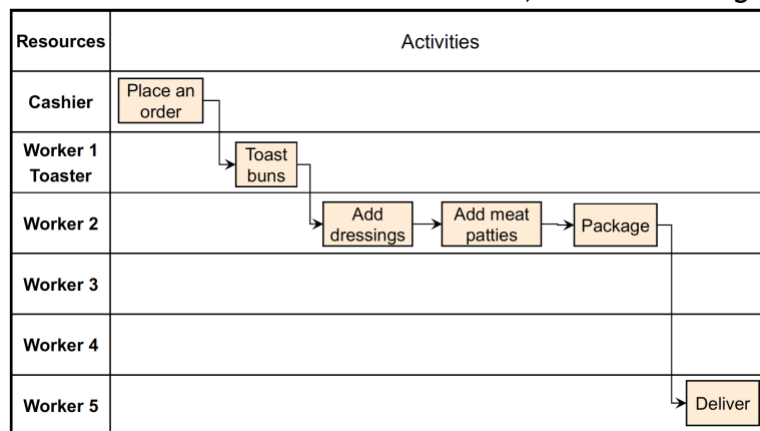 Resources
Activities
Cashier
Place an
order
Worker 1
Toaster
Toast
buns
Worker 2
Add
dressings
Add meat
patties
Package
Worker 3
Worker 4
Worker 5
Deliver